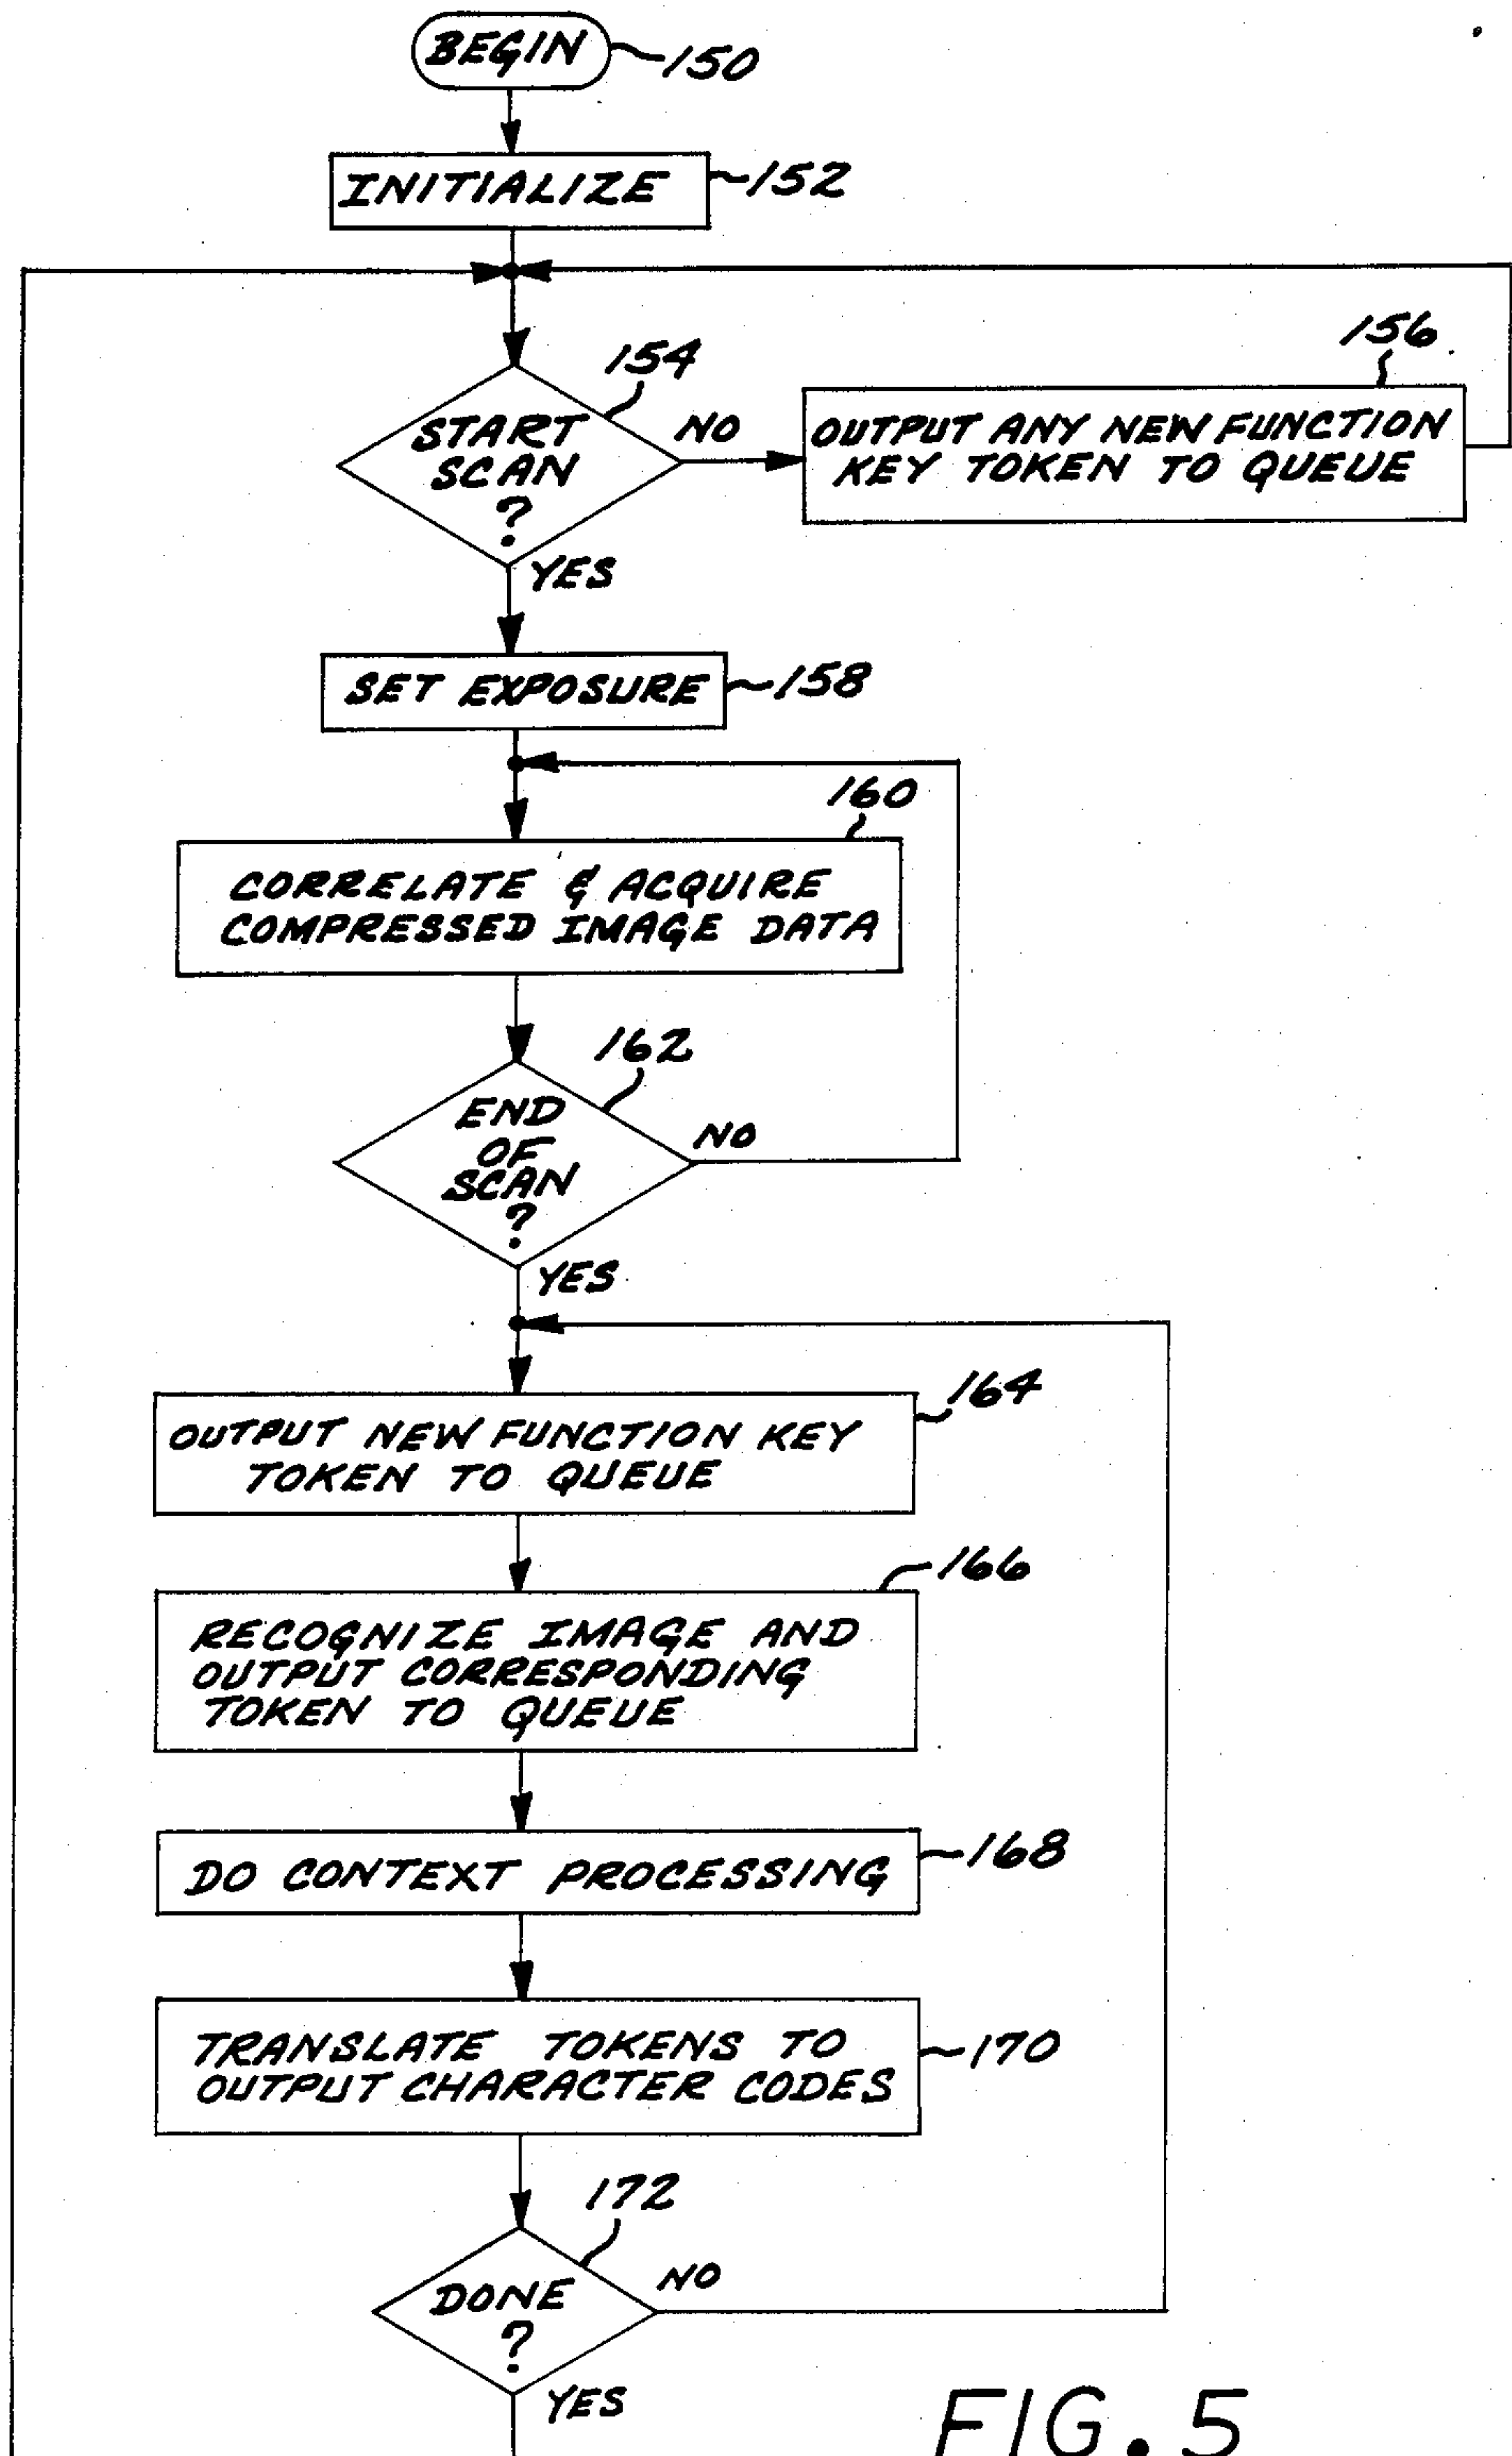 BEGIN 150
INITIALIZE 152
154
156
START
SCAN
?
NO
OUTPUT ANY NEW FUNCTION
KEY TOKEN TO QUEUE
YES
SET EXPOSURE 158
160
CORRELATE & ACQUIRE
COMPRESSED IMAGE DATA
162
END
OF
SCAN
?
NO
YES
164
OUTPUT NEW FUNCTION KEY
TOKEN TO QUEUE
166
RECOGNIZE IMAGE AND
OUTPUT CORRESPONDING
TOKEN TO QUEUE
DO CONTEXT PROCESSING 168
TRANSLATE TOKENS TO
OUTPUT CHARACTER CODES
170
172
DONE
?
NO
YES
FIG. 5